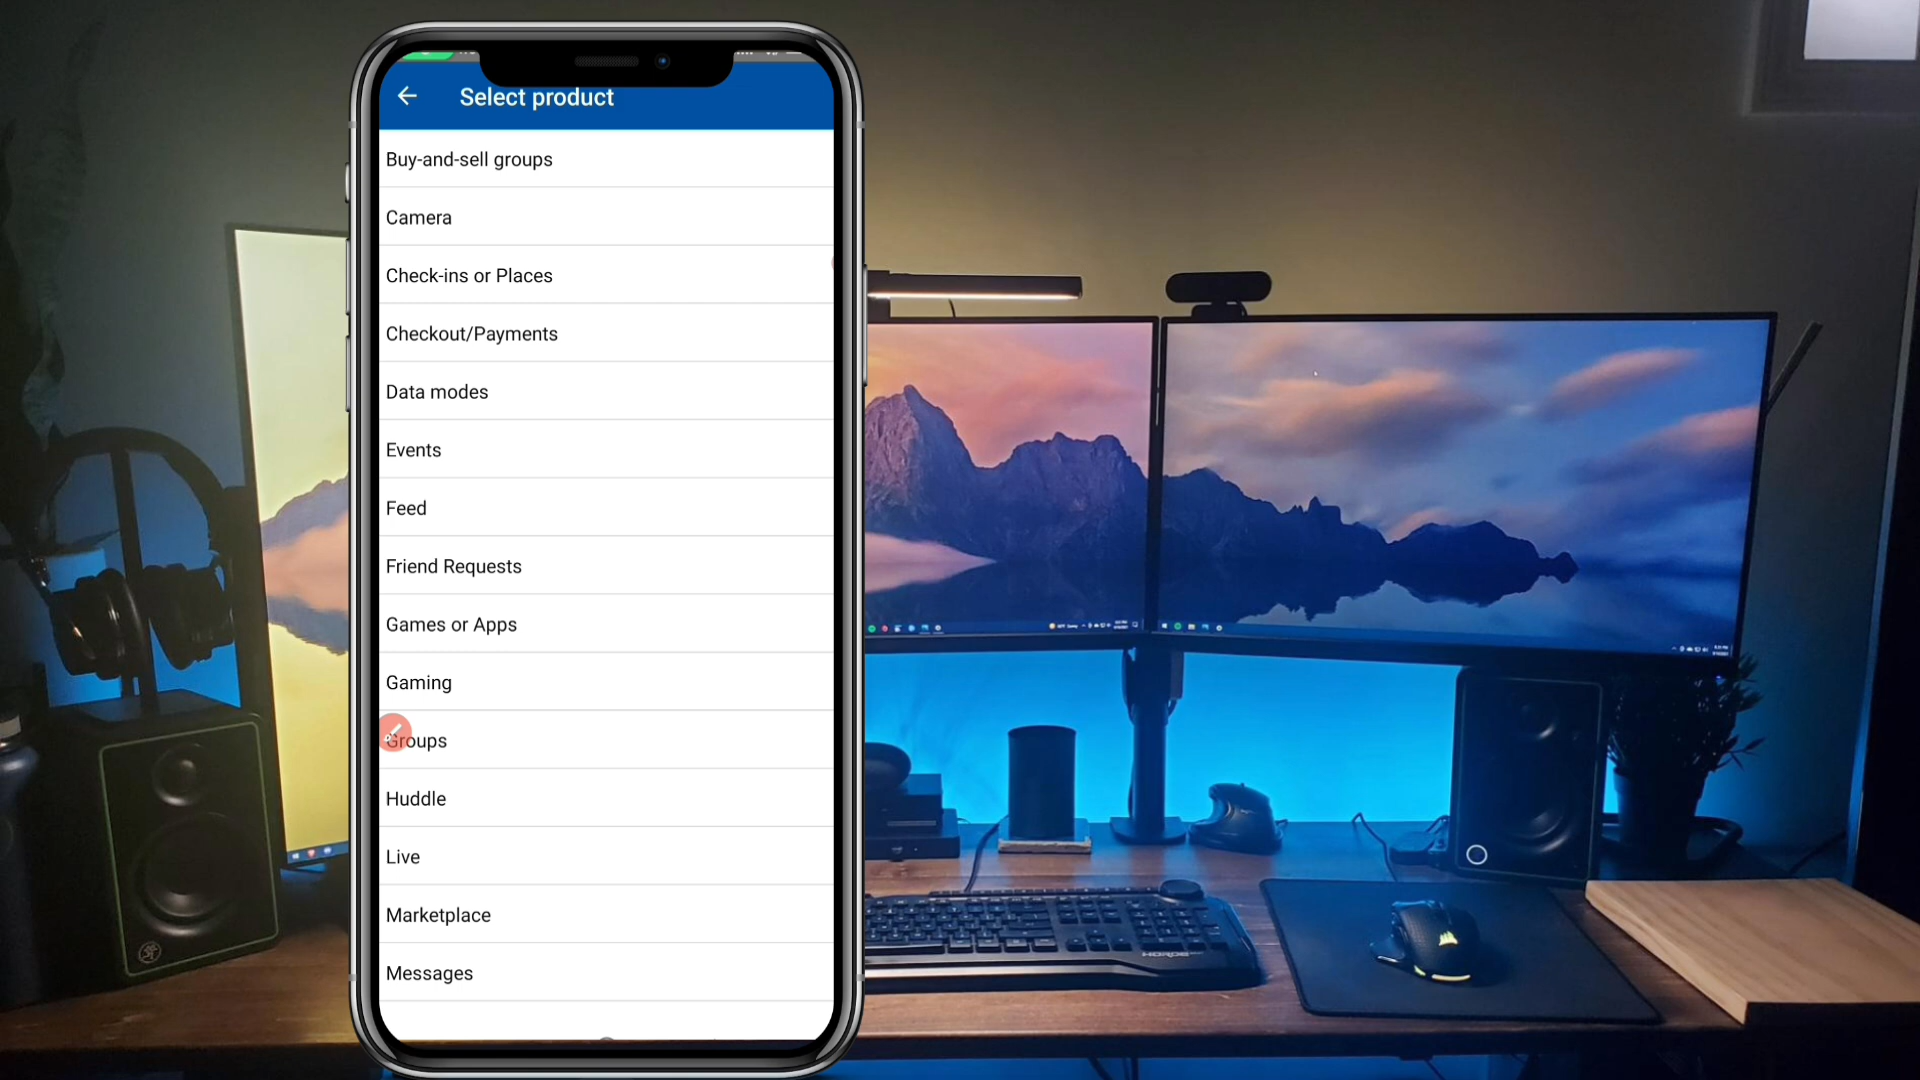 Select product
Buy-and-sell groups
Camera
Check-ins or Places
Checkout/Payments
Data modes
Events
Feed
Friend Requests
Games or Apps
Gaming
Groups
Huddle
Live
Marketplace
Messages